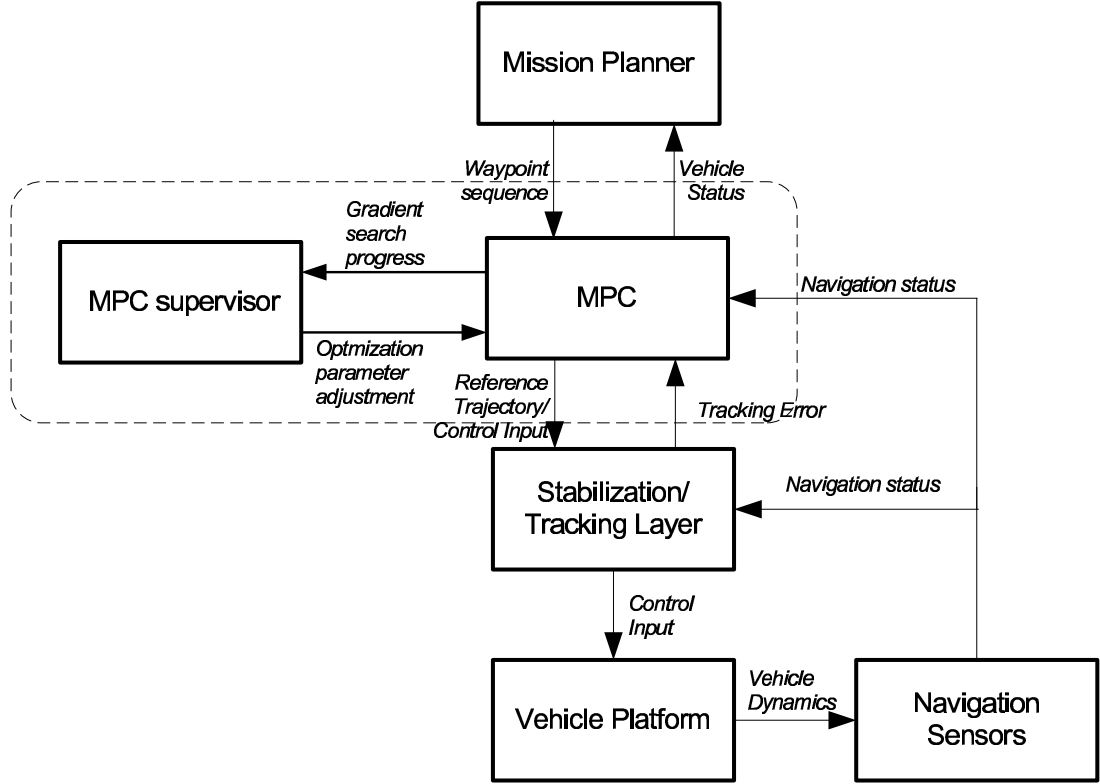 Mission Planner
Waypoint
sequence
Vehicle
Status
Gradient
search
progress
MPC supervisor
MPC
Navigation status
Optmization
parameter
adjustment
Reference
Trajectory/
Control Input
Tracking Error
Stabilization/
Tracking Layer
Navigation status
Control
Input
Vehicle Platform
Vehicle
Dynamics
Navigation
Sensors